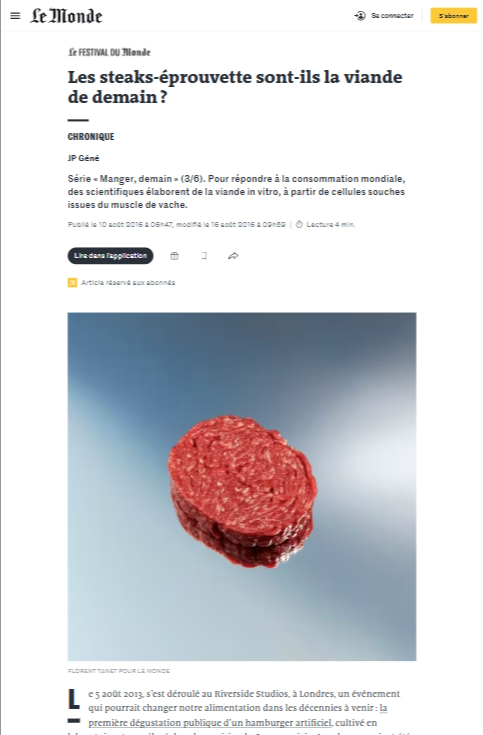 Le Monde
Se connecter
S'abonner
Le FESTIVAL DU Monde
Les steaks-éprouvette sont-ils la viande
de demain ?
CHRONIQUE
JP Géné
Série « Manger, demain » (3/6). Pour répondre à la consommation mondiale,
des scientifiques élaborent de la viande in vitro, à partir de cellules souches
issues du muscle de vache.
Publié le 10 août 2016 à 06h47, modifié le 16 août 2016 à 09h59 | Lecture 4 min.
Lire dans l'application
Article réservé aux abonnés
FLORENT TANET POUR LE MONDE
Le 5 août 2013, s'est déroulé au Riverside Studios, à Londres, un événement
qui pourrait changer notre alimentation dans les décennies à venir : la
première dégustation publique d'un hamburger artificiel, cultivé en